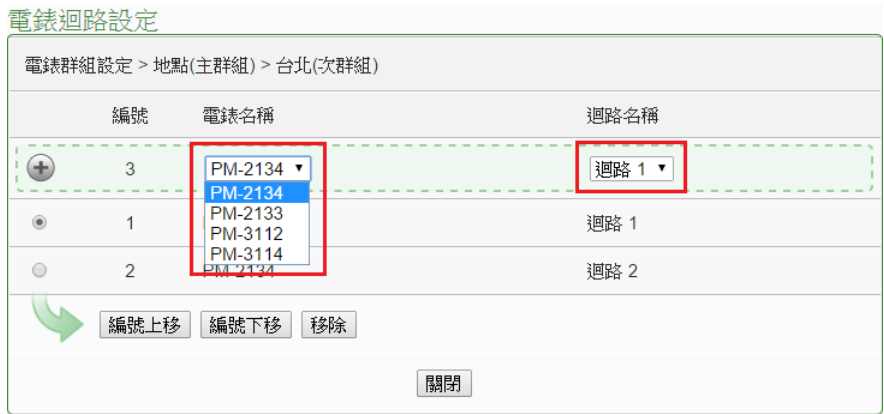 電錶迴路設定
電錶群組設定 > 地點(主群組) > 台北(次群組)
編號 電錶名稱 迴路名稱
3 PM-2134 迴路 1
PM-2134
PM-2133
PM-3112
PM-3114
1 迴路 1
2 PM-2134 迴路 2
編號上移 編號下移 移除
關閉